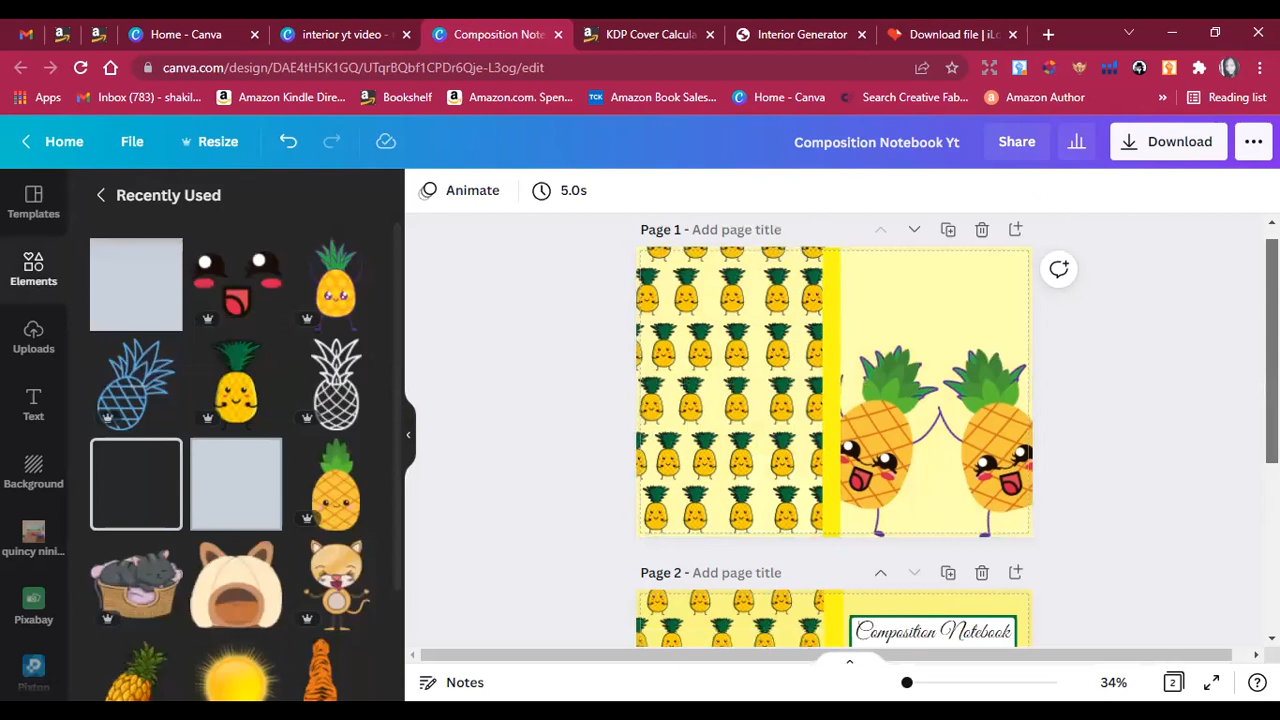 Home - Canva
interior yt video -
Composition Note
KDP Cover Calcula
Interior Generator
Download file | iLo
canva.com/design/DAE4tH5K1GQ/UTqrBQbf1CPDr6Qje-L3og/edit
Apps
Inbox (783) - shakil...
Amazon Kindle Dire...
Bookshelf
Amazon.com. Spen...
TCK
Amazon Book Sales...
Home - Canva
Search Creative Fab...
Amazon Author
Reading list
Home
File
Resize
Composition Notebook Yt
Share
Download
Templates
Elements
Uploads
Text
Background
quincy nini...
Pixabay
Pixton
Recently Used
Animate
5.0s
Page 1 - Add page title
Page 2 - Add page title
Composition Notebook
Notes
34%
2